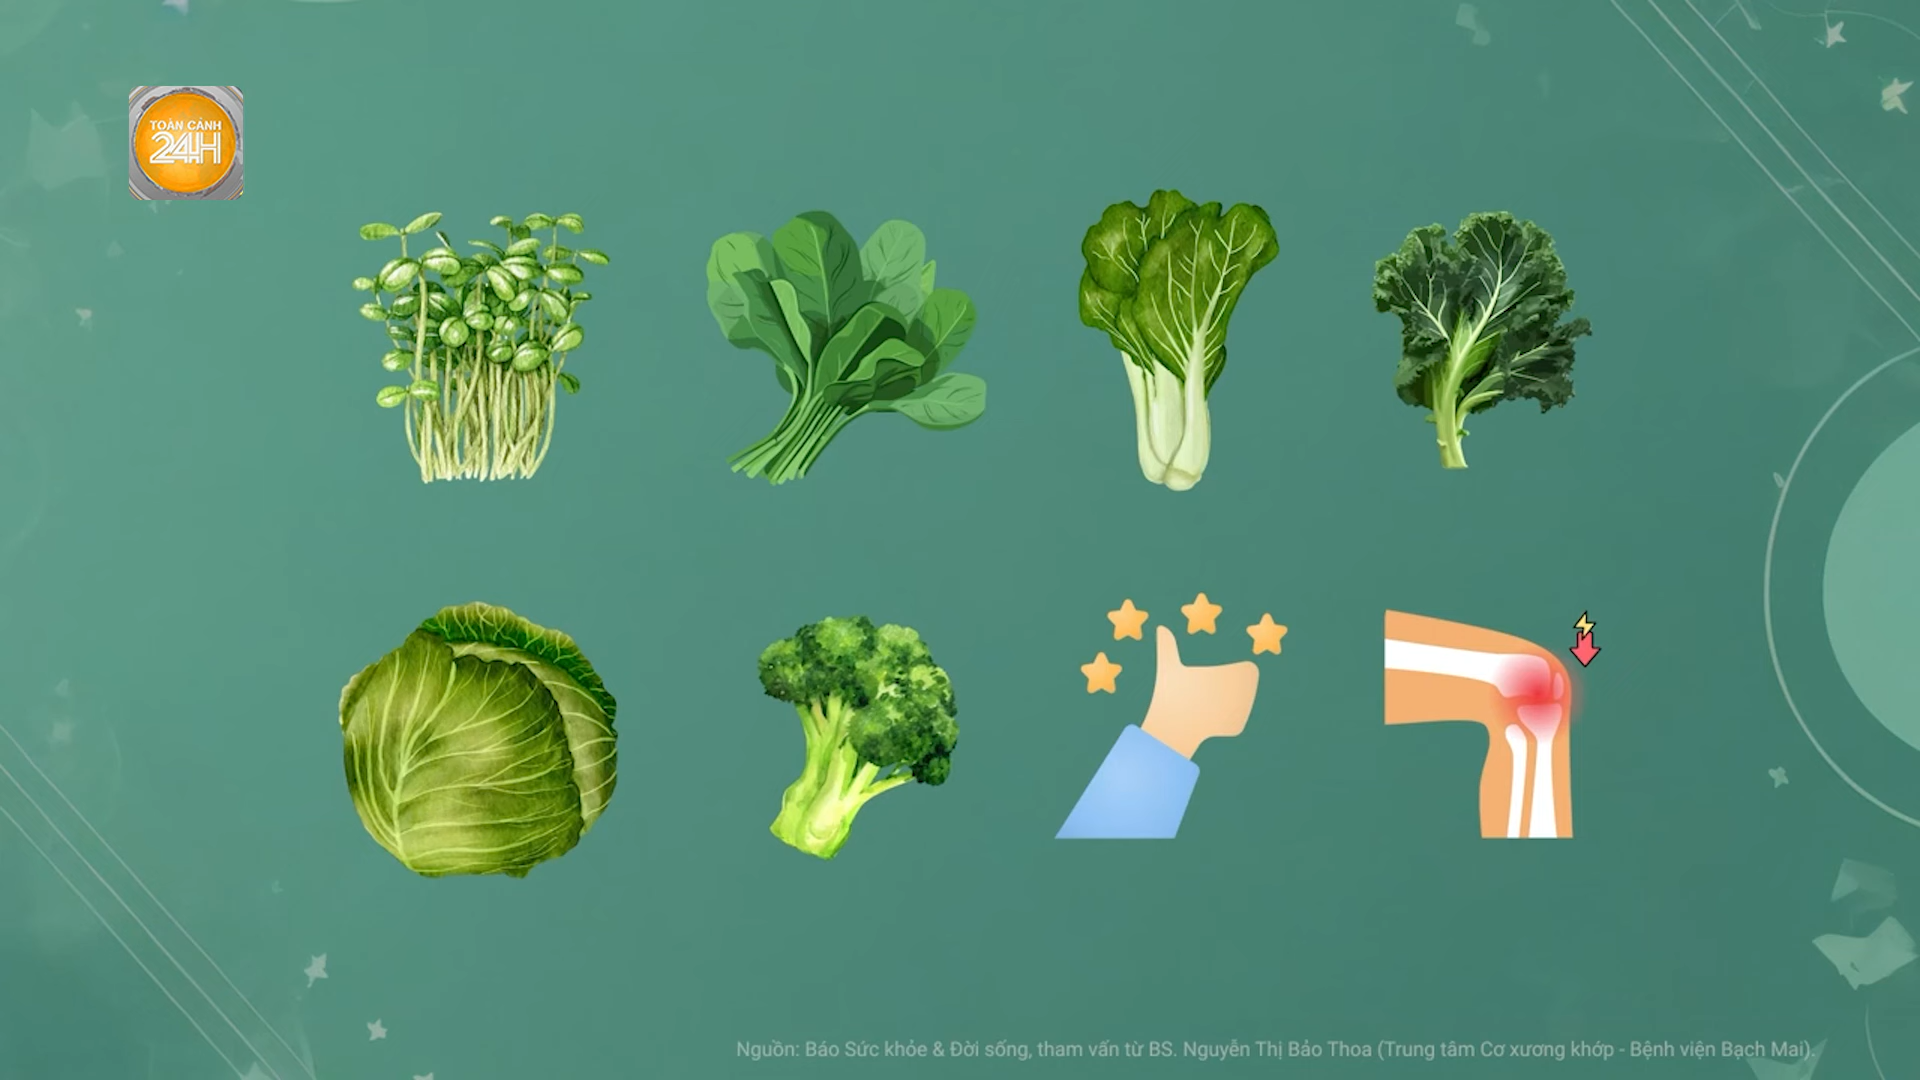 TOÀN CẢNH
24H
Nguồn: Báo Sức khỏe & Đời sống, tham vấn từ BS. Nguyễn Thị Bảo Thoa (Trung tâm Cơ xương khớp - Bệnh viện Bạch Mai).